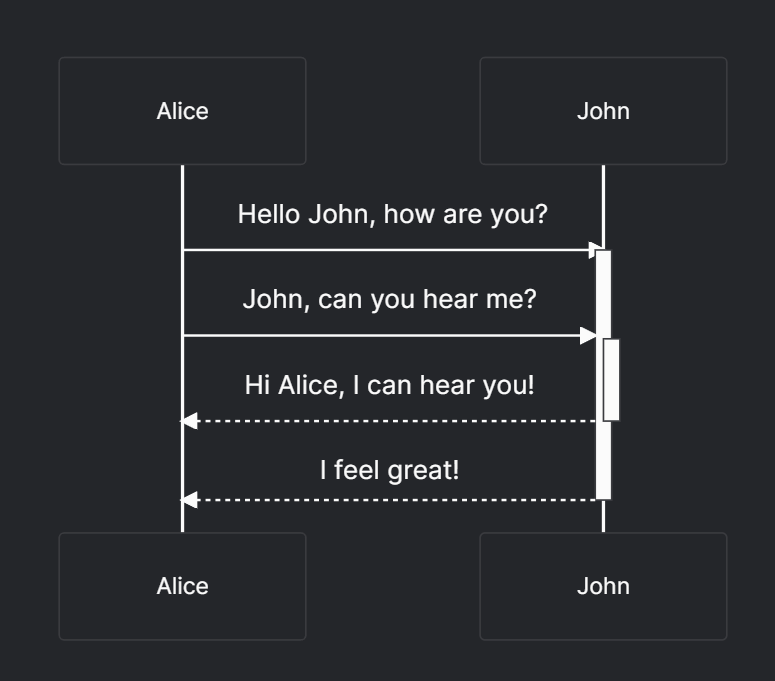 Alice
John
Hello John, how are you?
John, can you hear me?
Hi Alice, I can hear you!
I feel great!
Alice
John